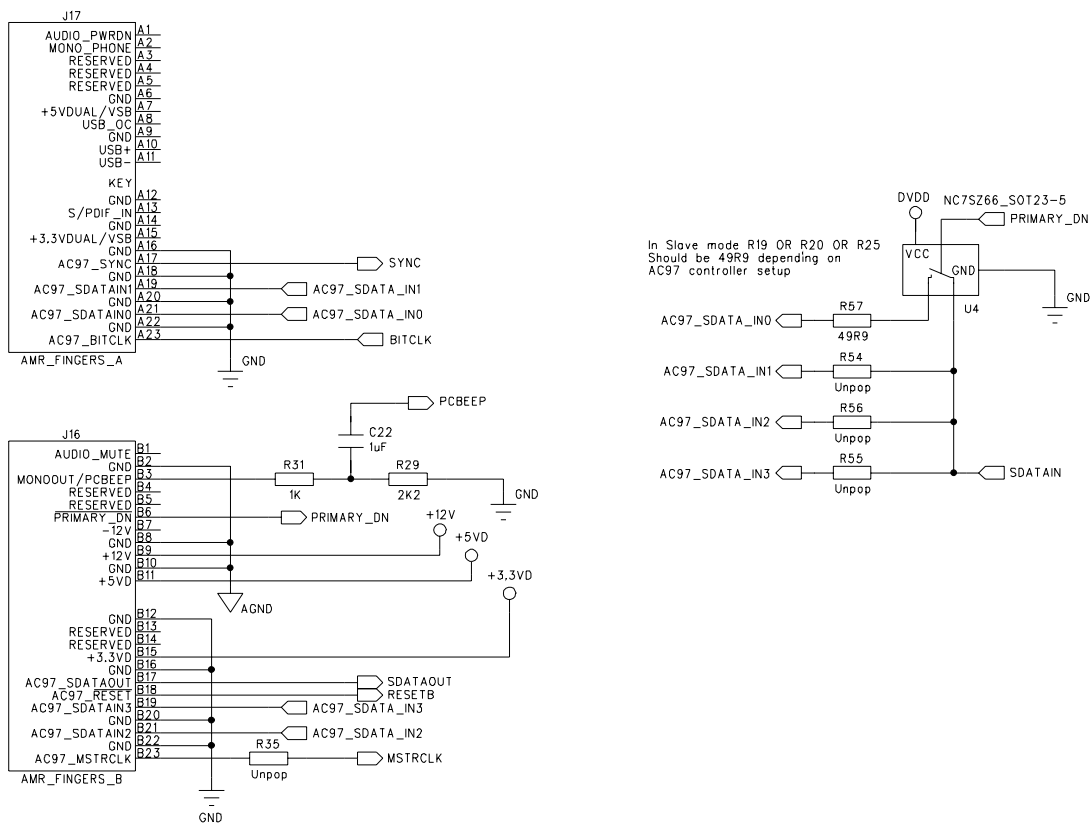 J17
AUDIO_PWRDN A1
MONO_PHONE A2
RESERVED A3
RESERVED A4
RESERVED A5
GND A6
+5VDUAL/VSB A7
USB_OC A8
GND A9
USB+ A10
USB- A11
KEY
GND A12
S/PDIF_IN A13
GND A14
+3.3VDUAL/VSB A15
GND A16
AC97_SYNC A17
SYNC
GND A18
AC97_SDATAIN1 A19
AC97_SDATA_IN1
GND A20
AC97_SDATAIN0 A21
AC97_SDATA_IN0
GND A22
AC97_BITCLK A23
BITCLK
AMR_FINGERS_A
GND
PCBEEP
C22
1uF
J16
AUDIO_MUTE B1
GND B2
MONOOUT/PCBEEP B3
R31
1K
R29
2K2
GND
RESERVED B4
RESERVED B5
PRIMARY_DN B6
PRIMARY_DN
-12V B7
GND B8
+12V B9
+12V
GND B10
+5VD B11
+5VD
+3,3VD
AGND
GND B12
RESERVED B13
RESERVED B14
+3.3VD B15
GND B16
AC97_SDATAOUT B17
SDATAOUT
AC97_RESET B18
RESETB
AC97_SDATAIN3 B19
AC97_SDATA_IN3
GND B20
AC97_SDATAIN2 B21
AC97_SDATA_IN2
GND B22
AC97_MSTRCLK B23
R35
Unpop
MSTRCLK
AMR_FINGERS_B
GND
DVDD
NC7SZ66_SOT23-5
PRIMARY_DN
In Slave mode R19 OR R20 OR R25
Should be 49R9 depending on
AC97 controller setup
VCC
GND
U4
GND
AC97_SDATA_IN0
R57
49R9
AC97_SDATA_IN1
R54
Unpop
AC97_SDATA_IN2
R56
Unpop
AC97_SDATA_IN3
R55
Unpop
SDATAIN